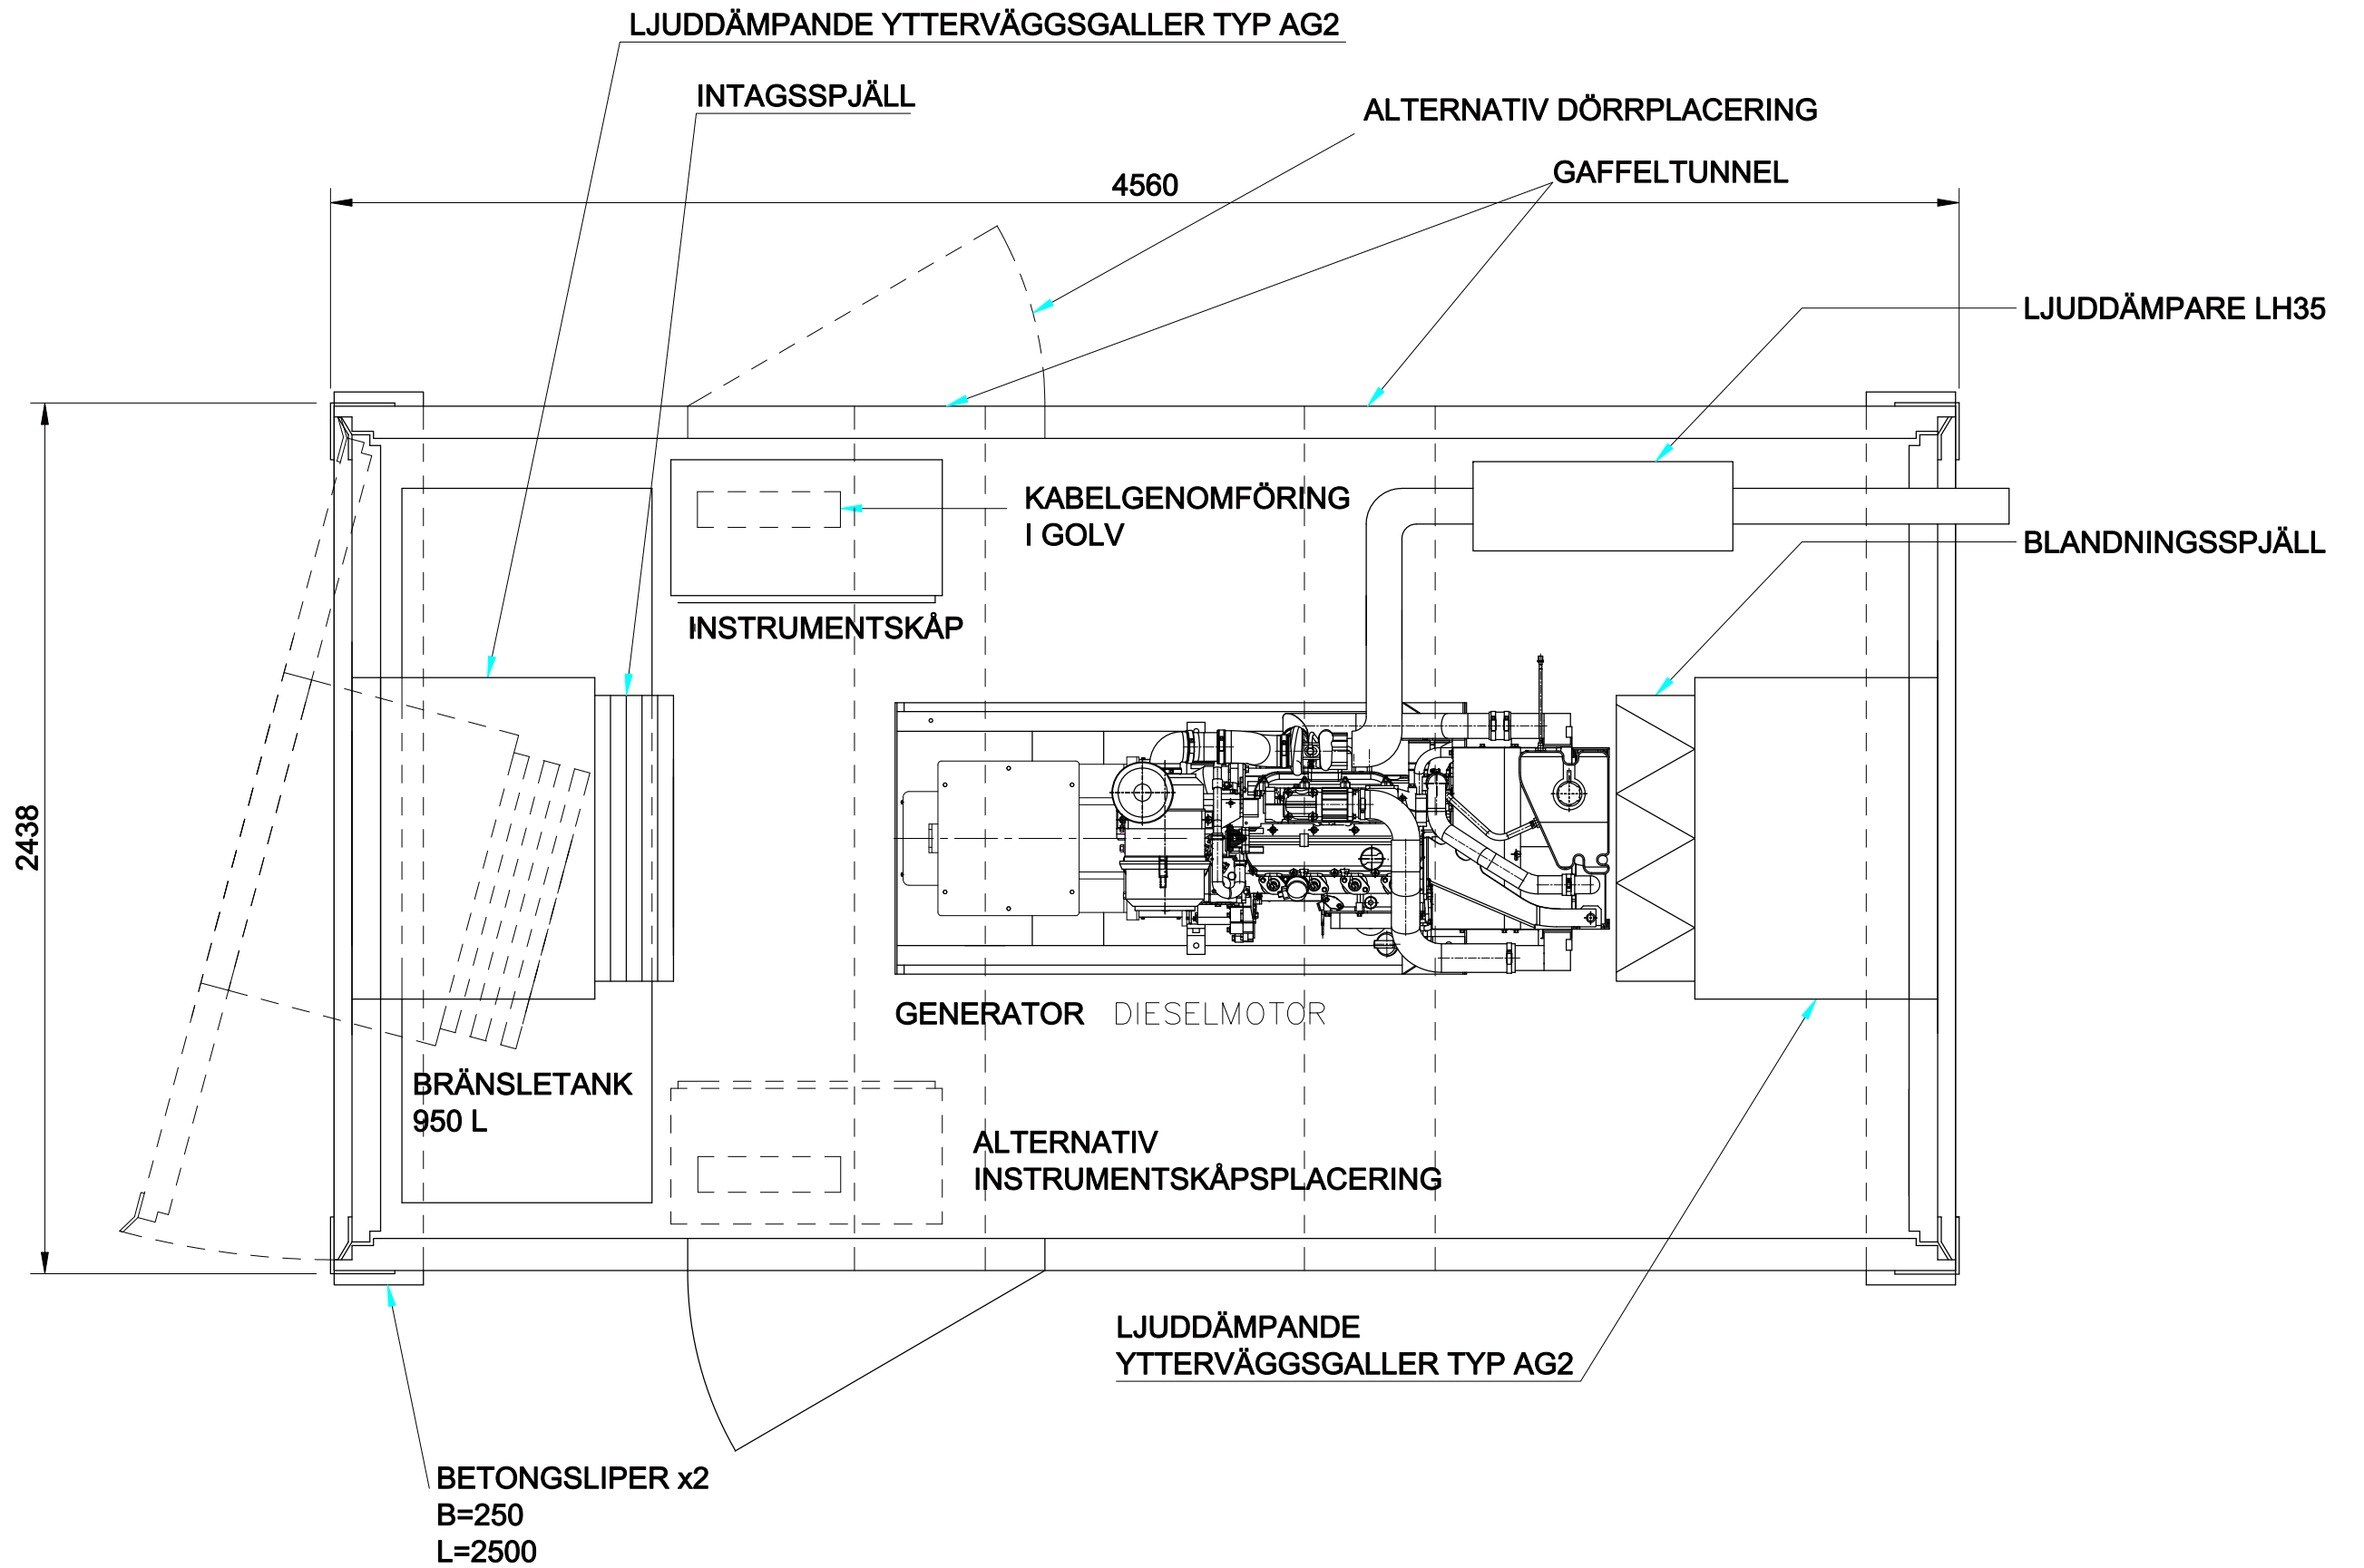 LJUDDÄMPANDE YTTERVÄGGSGALLER TYP AG2
INTAGSSPJÄLL
ALTERNATIV DÖRRPLACERING
GAFFELTUNNEL
4560
LJUDDÄMPARE LH35
KABELGENOMFÖRING
I GOLV
BLANDNINGSSPJÄLL
INSTRUMENTSKÅP
2438
GENERATOR DIESELMOTOR
BRÄNSLETANK
950 L
ALTERNATIV
INSTRUMENTSKÅPSPLACERING
LJUDDÄMPANDE
YTTERVÄGGSGALLER TYP AG2
BETONGSLIPER x2
B=250
L=2500